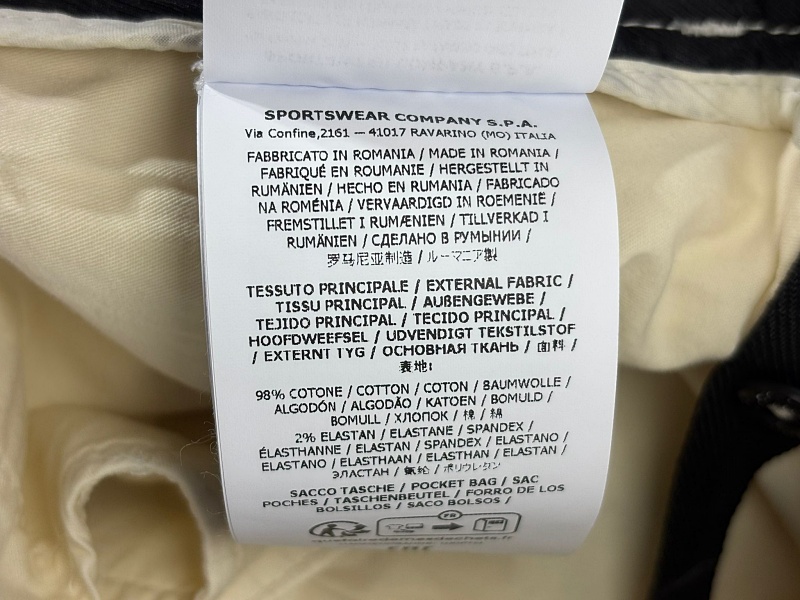 SPORTSWEAR COMPANY S.P.A.
Via Confine,2161 — 41017 RAVARINO (MO) ITALIA
FABBRICATO IN ROMANIA / MADE IN ROMANIA /
FABRIQUÉ EN ROUMANIE / HERGESTELLT IN
RUMÄNIEN / HECHO EN RUMANIA / FABRICADO
NA ROMÉNIA / VERVAARDIGD IN ROEMENIË /
FREMSTILLET I RUMÆNIEN / TILLVERKAD I
RUMÄNIEN / СДЕЛАНО В РУМЫНИИ /
罗马尼亚制造 / ルーマニア製
TESSUTO PRINCIPALE / EXTERNAL FABRIC /
TISSU PRINCIPAL / AUßENGEWEBE /
TEJIDO PRINCIPAL / TECIDO PRINCIPAL /
HOOFDWEEFSEL / UDVENDIGT TEKSTILSTOF
/ EXTERNT TYG / ОСНОВНАЯ ТКАНЬ / 面料 /
表地:
98% COTONE / COTTON / COTON / BAUMWOLLE /
ALGODÓN / ALGODÃO / KATOEN / BOMULD /
BOMULL / ХЛОПОК / 棉 / 綿
2% ELASTAN / ELASTANE / SPANDEX /
ÉLASTHANNE / ELASTAN / SPANDEX / ELASTANO /
ELASTANO / ELASTHAAN / ELASTHAN / ELASTAN /
ЭЛАСТАН / 氨纶 / ポリウレタン
SACCO TASCHE / POCKET BAG / SAC
POCHES / TASCHENBEUTEL / FORRO DE LOS
BOLSILLOS / SACO BOLSOS /
FR
quefairedemesdechets.fr